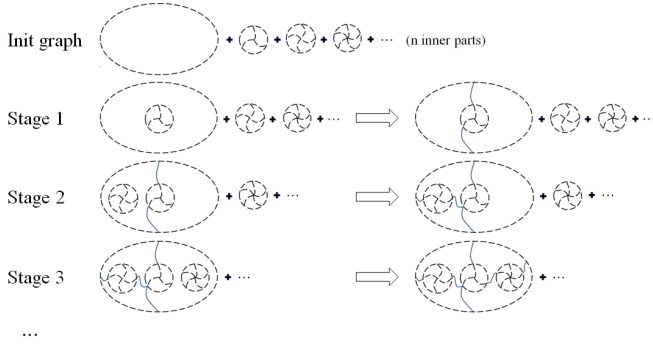 Init graph + + + + ··· (n inner parts)
Stage 1 + + + ··· + + + ···
Stage 2 + + ··· + + ···
Stage 3 + ··· + ···
...